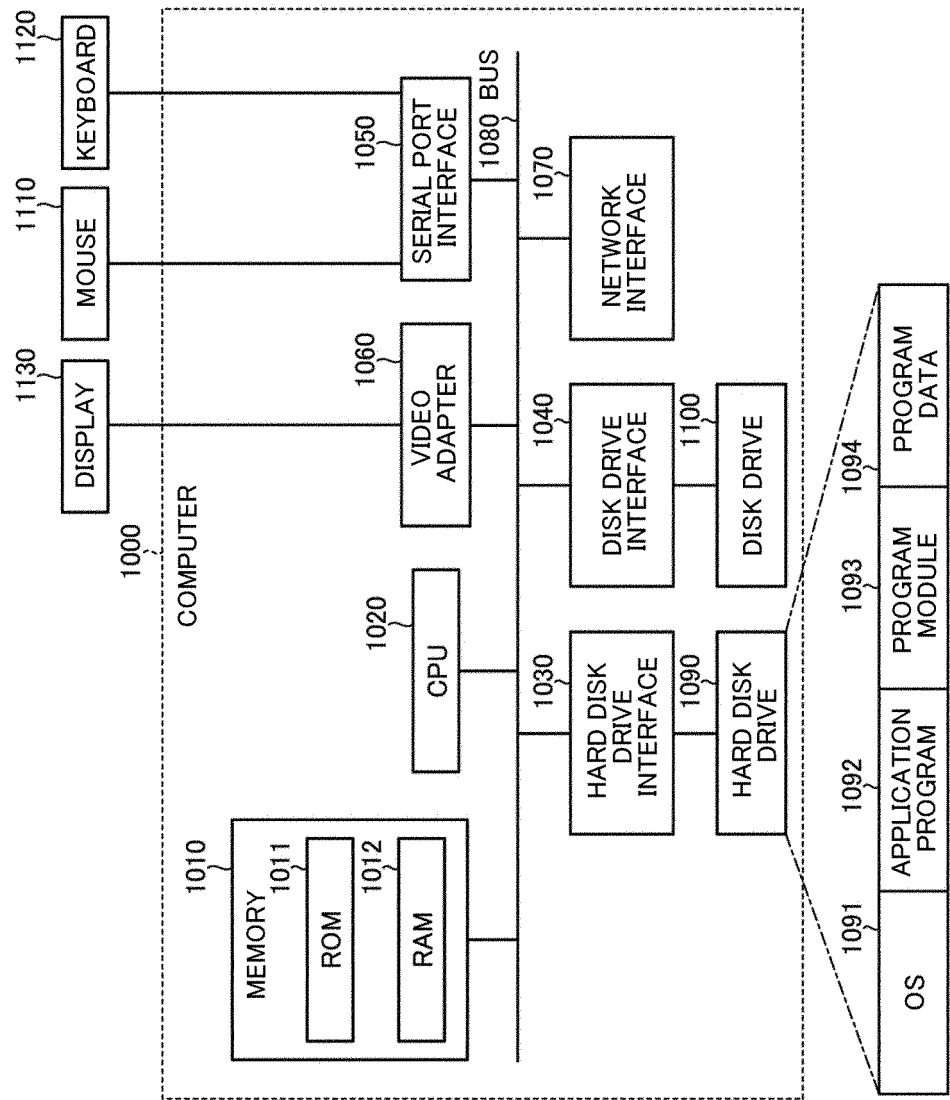 1000
COMPUTER
1010
MEMORY
1011
ROM
1012
RAM
1020
CPU
1130
DISPLAY
1110
MOUSE
1120
KEYBOARD
1060
VIDEO
ADAPTER
1050
SERIAL PORT
INTERFACE
1080
BUS
1030
HARD DISK
DRIVE
INTERFACE
1040
DISK DRIVE
INTERFACE
1070
NETWORK
INTERFACE
1090
HARD DISK
DRIVE
1100
DISK DRIVE
1091
OS
1092
APPLICATION
PROGRAM
1093
PROGRAM
MODULE
1094
PROGRAM
DATA